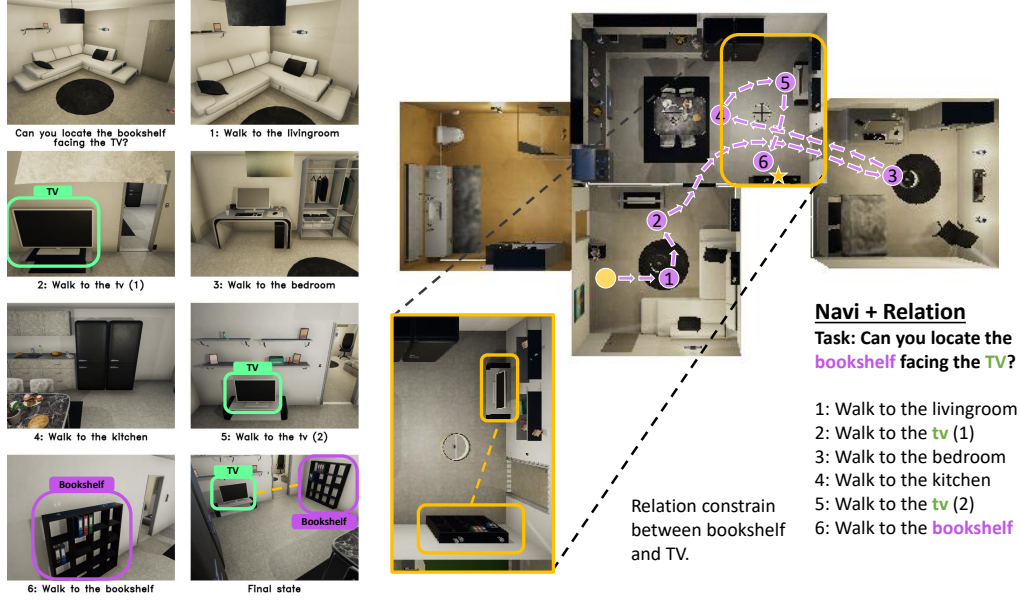 Can you locate the bookshelf
facing the TV?
1: Walk to the livingroom
TV
2: Walk to the tv (1)
3: Walk to the bedroom
4: Walk to the kitchen
TV
5: Walk to the tv (2)
Bookshelf
6: Walk to the bookshelf
TV
Bookshelf
Final state
5
4
6
3
2
1
Relation constrain
between bookshelf
and TV.
Navi + Relation
Task: Can you locate the
bookshelf facing the TV?
1: Walk to the livingroom
2: Walk to the tv (1)
3: Walk to the bedroom
4: Walk to the kitchen
5: Walk to the tv (2)
6: Walk to the bookshelf